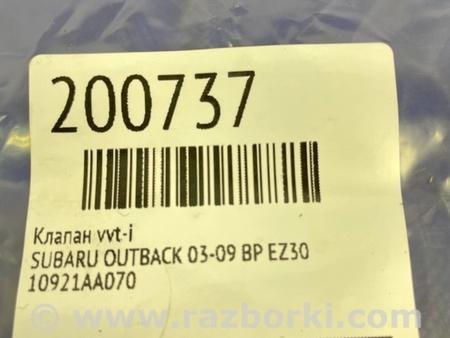 200737
Клапан vvt-i
SUBARU OUTBACK 03-09 BP EZ30
10921AA070
www.razborki.com